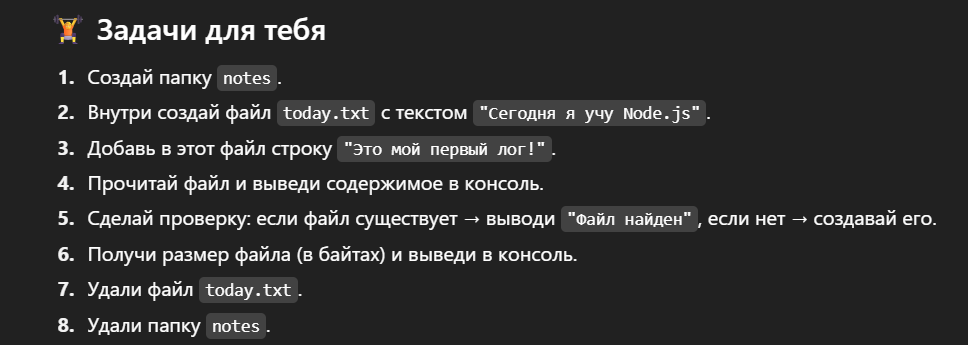 🏋️ Задачи для тебя
1. Создай папку notes.
2. Внутри создай файл today.txt с текстом "Сегодня я учу Node.js".
3. Добавь в этот файл строку "Это мой первый лог!".
4. Прочитай файл и выведи содержимое в консоль.
5. Сделай проверку: если файл существует → выводи "Файл найден", если нет → создавай его.
6. Получи размер файла (в байтах) и выведи в консоль.
7. Удали файл today.txt.
8. Удали папку notes.